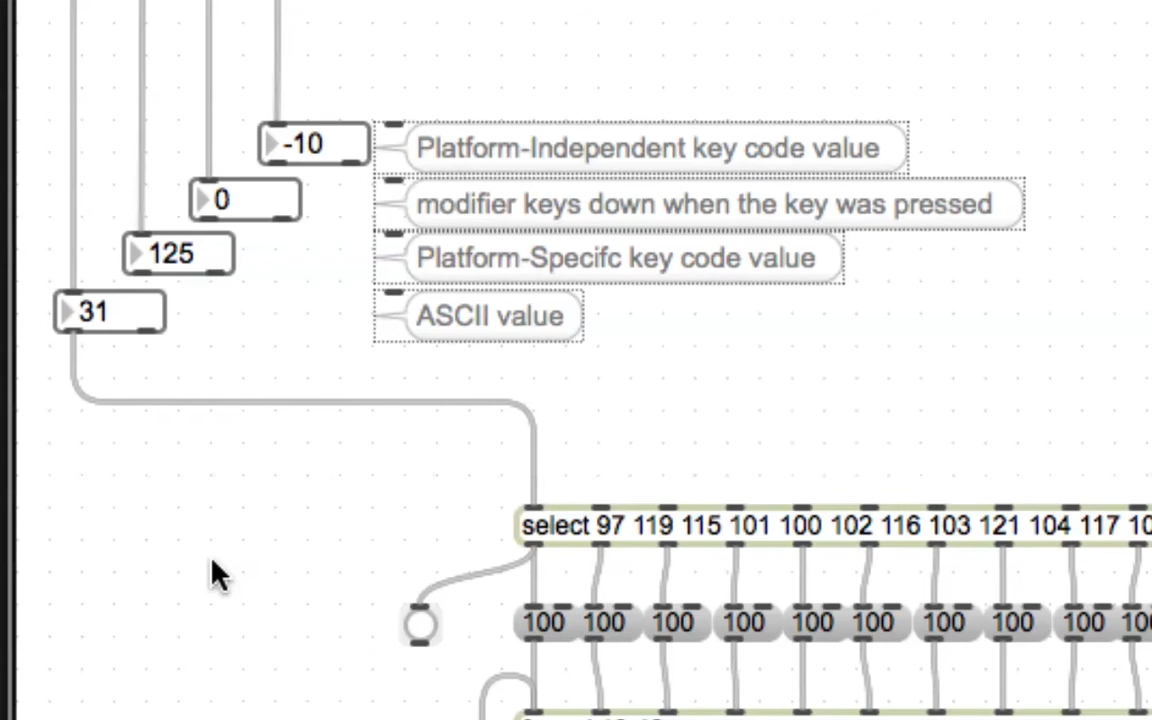 -10 Platform-Independent key code value
0 modifier keys down when the key was pressed
125 Platform-Specifc key code value
31 ASCII value
select 97 119 115 101 100 102 116 103 121 104 117 10
100 100 100 100 100 100 100 100 100 100